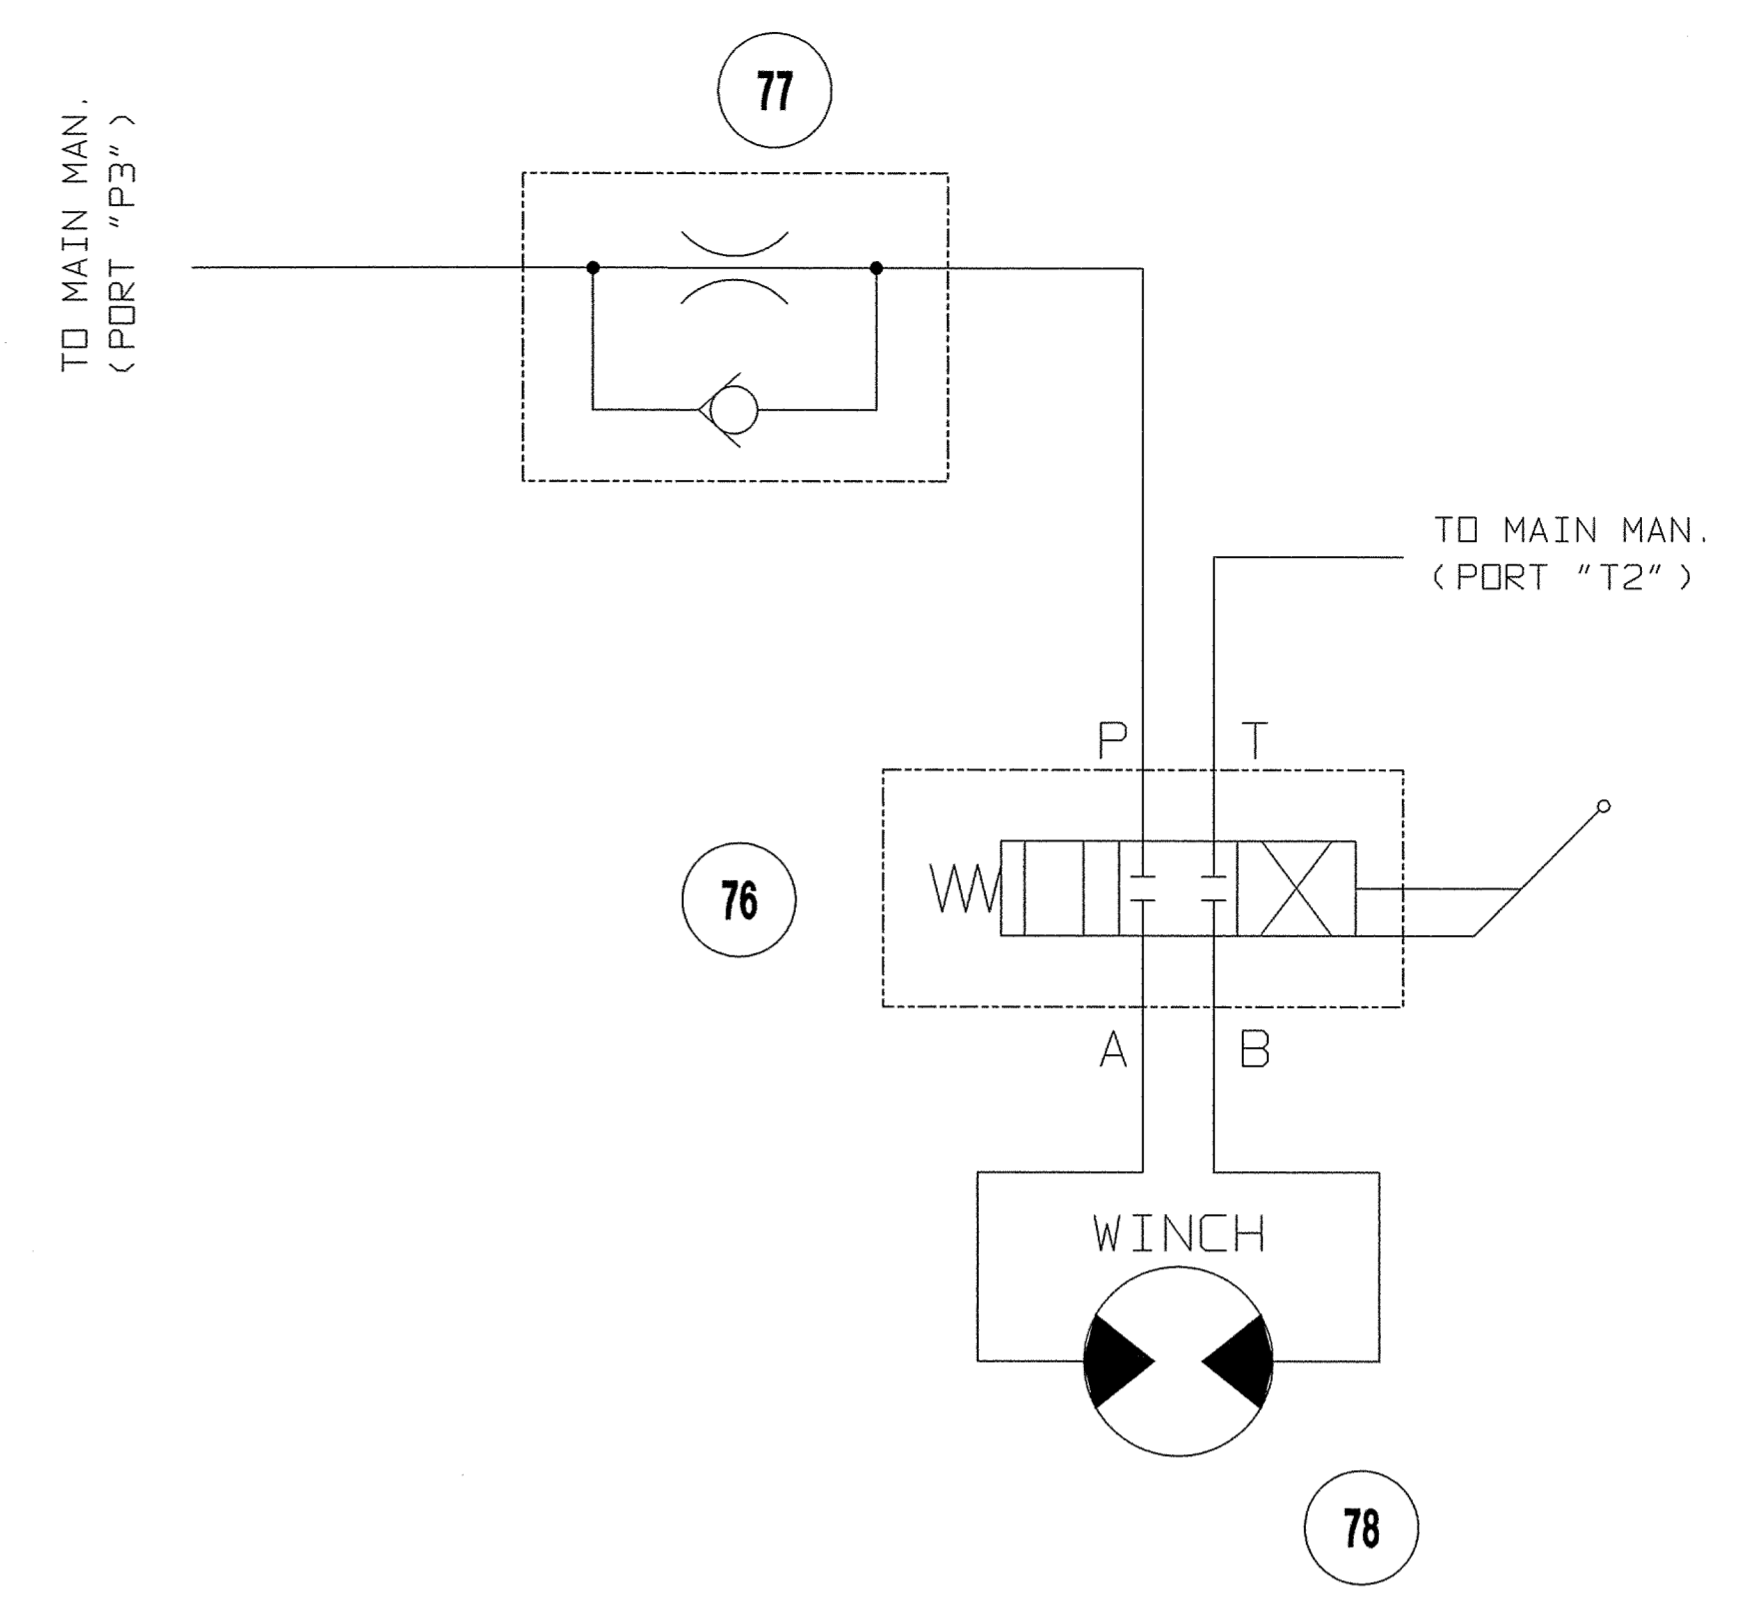 77
TO MAIN MAN.
(PORT "P3")
TO MAIN MAN.
(PORT "T2")
P T
76
A B
WINCH
78